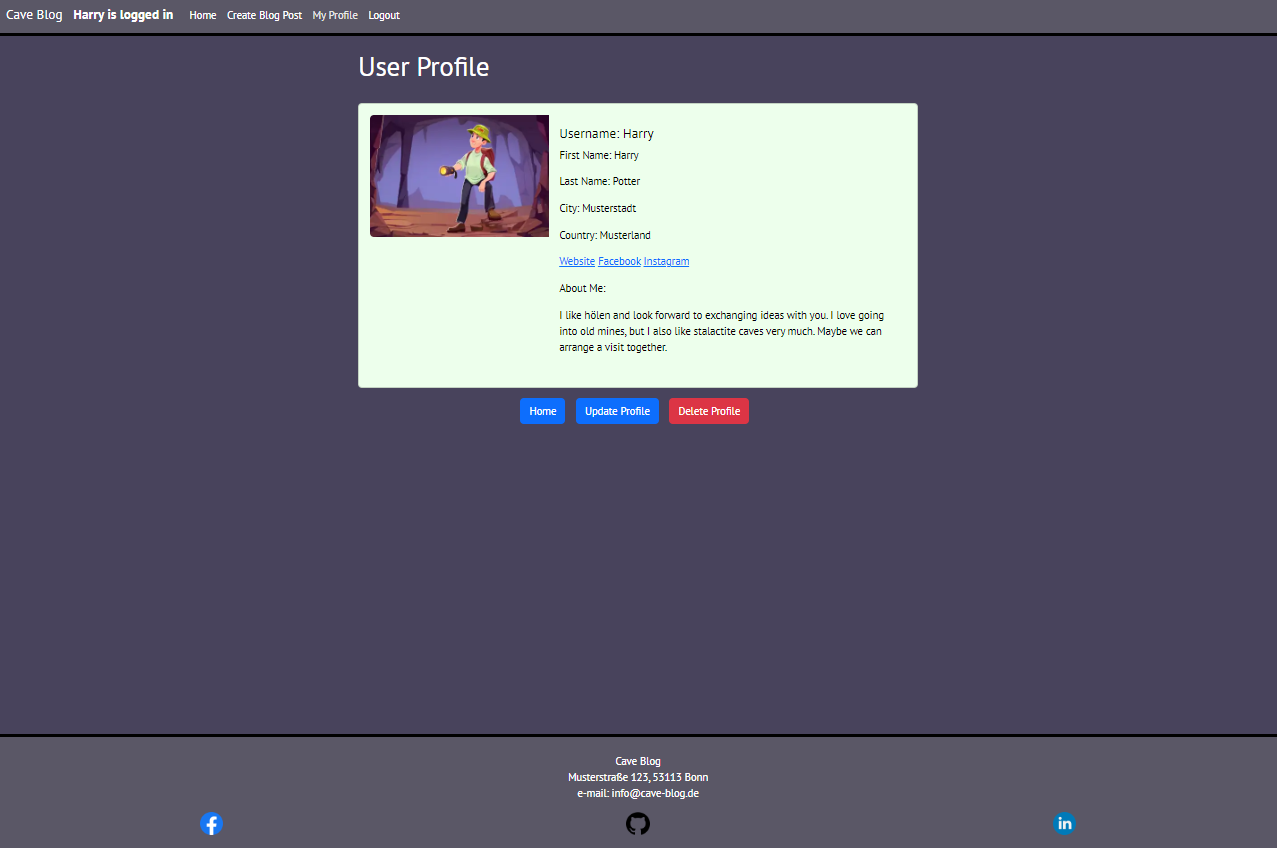 Cave Blog Harry is logged in Home Create Blog Post My Profile Logout
User Profile
Username: Harry
First Name: Harry
Last Name: Potter
City: Musterstadt
Country: Musterland
Website Facebook Instagram
About Me:
I like hölen and look forward to exchanging ideas with you. I love going
into old mines, but I also like stalactite caves very much. Maybe we can
arrange a visit together.
Home Update Profile Delete Profile
Cave Blog
Musterstraße 123, 53113 Bonn
e-mail: info@cave-blog.de
in